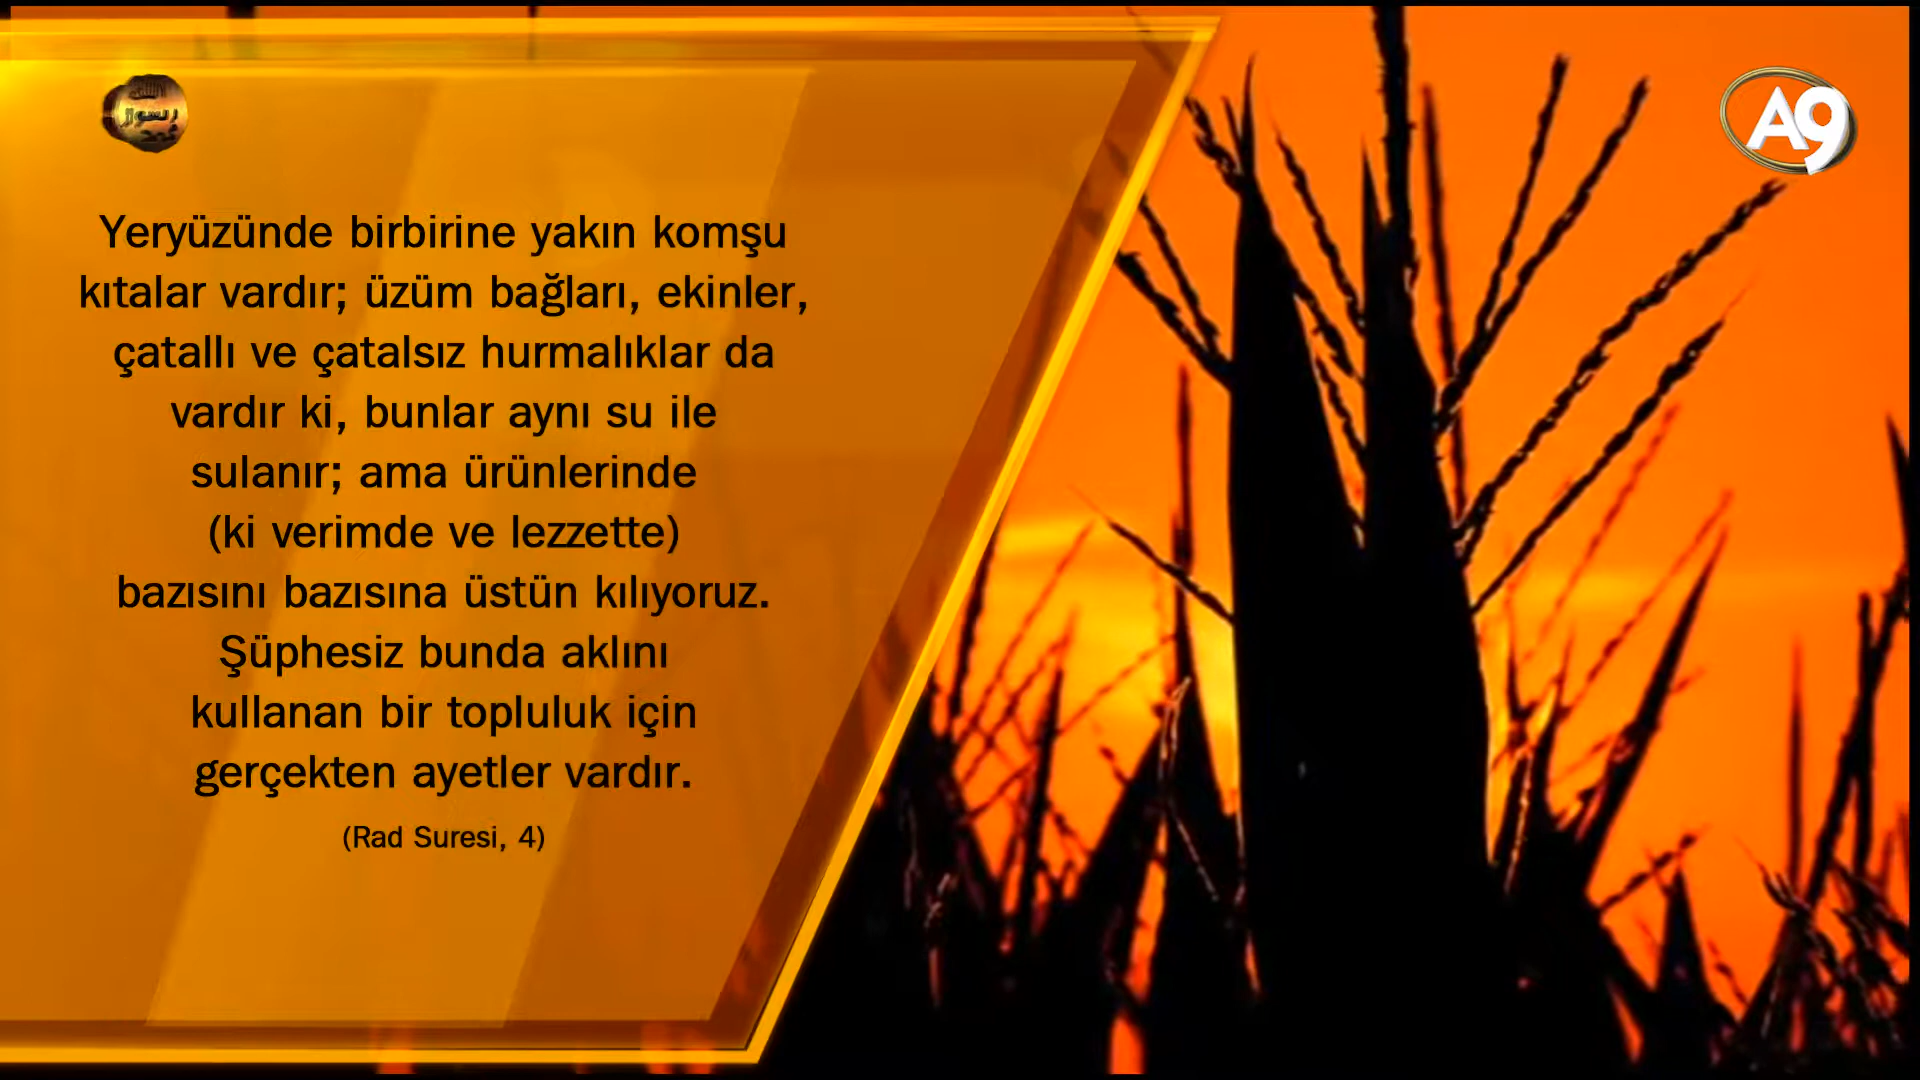 A9
Yeryüzünde birbirine yakın komşu
kıtalar vardır; üzüm bağları, ekinler,
çatallı ve çatalsız hurmalıklar da
vardır ki, bunlar aynı su ile
sulanır; ama ürünlerinde
(ki verimde ve lezzette)
bazısını bazısına üstün kılıyoruz.
Şüphesiz bunda aklını
kullanan bir topluluk için
gerçekten ayetler vardır.
(Rad Suresi, 4)